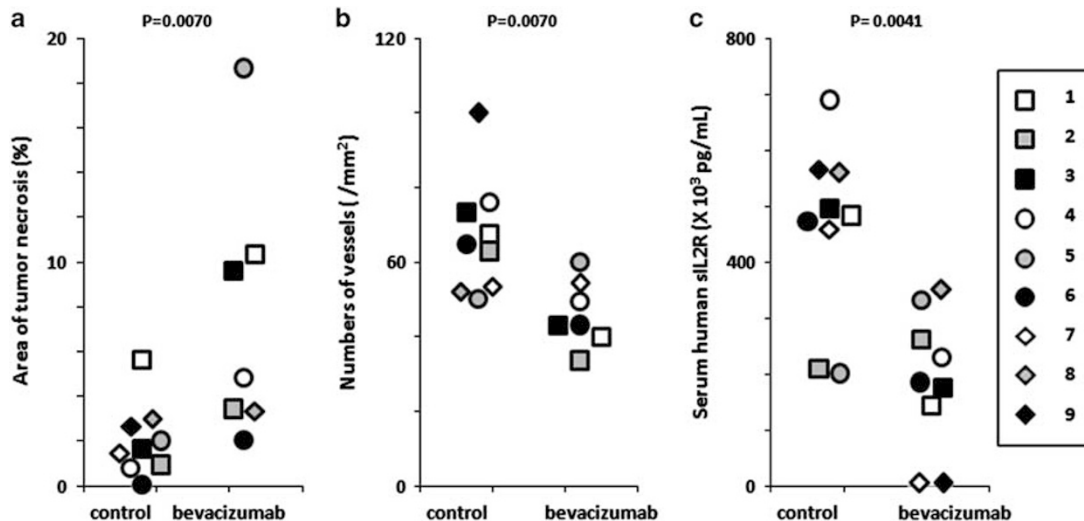 a
P=0.0070
20
10
0
Area of tumor necrosis (%)
control
bevacizumab
b
P=0.0070
120
60
0
Numbers of vessels ( /mm²)
control
bevacizumab
c
P= 0.0041
800
400
0
Serum human sIL2R (X 10³ pg/mL)
control
bevacizumab
1
2
3
4
5
6
7
8
9